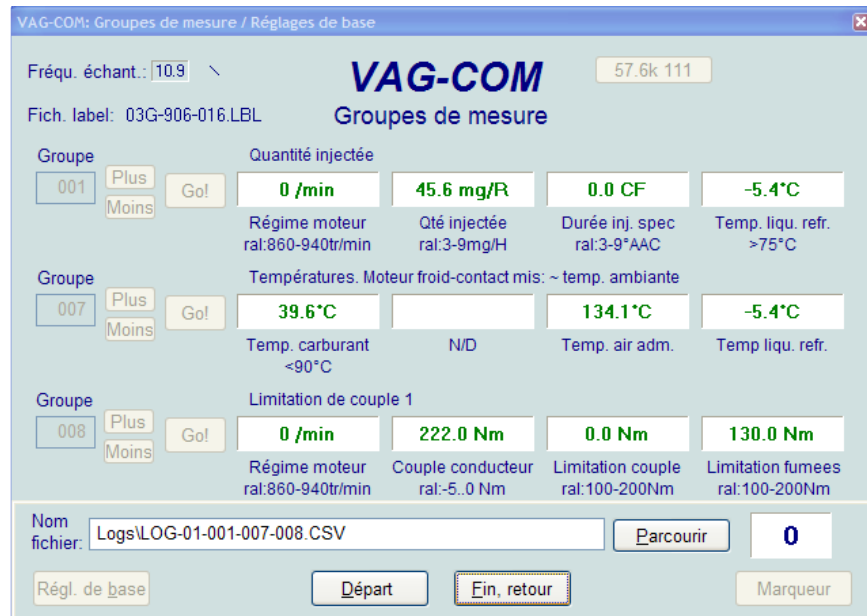 VAG-COM: Groupes de mesure / Réglages de base
Fréqu. échant.: 10.9 \
VAG-COM
57.6k 111
Fich. label: 03G-906-016.LBL
Groupes de mesure
Groupe
Quantité injectée
001 Plus Moins Go! 0 /min 45.6 mg/R 0.0 CF -5.4°C
Régime moteur Qté injectée Durée inj. spec Temp. liqu. refr.
ral:860-940tr/min ral:3-9mg/H ral:3-9°AAC >75°C
Groupe
Températures. Moteur froid-contact mis: ~ temp. ambiante
007 Plus Moins Go! 39.6°C 134.1°C -5.4°C
Temp. carburant N/D Temp. air adm. Temp liqu. refr.
<90°C
Groupe
Limitation de couple 1
008 Plus Moins Go! 0 /min 222.0 Nm 0.0 Nm 130.0 Nm
Régime moteur Couple conducteur Limitation couple Limitation fumees
ral:860-940tr/min ral:-5..0 Nm ral:100-200Nm ral:100-200Nm
Nom fichier: Logs\LOG-01-001-007-008.CSV Parcourir 0
Régl. de base Départ Fin, retour Marqueur